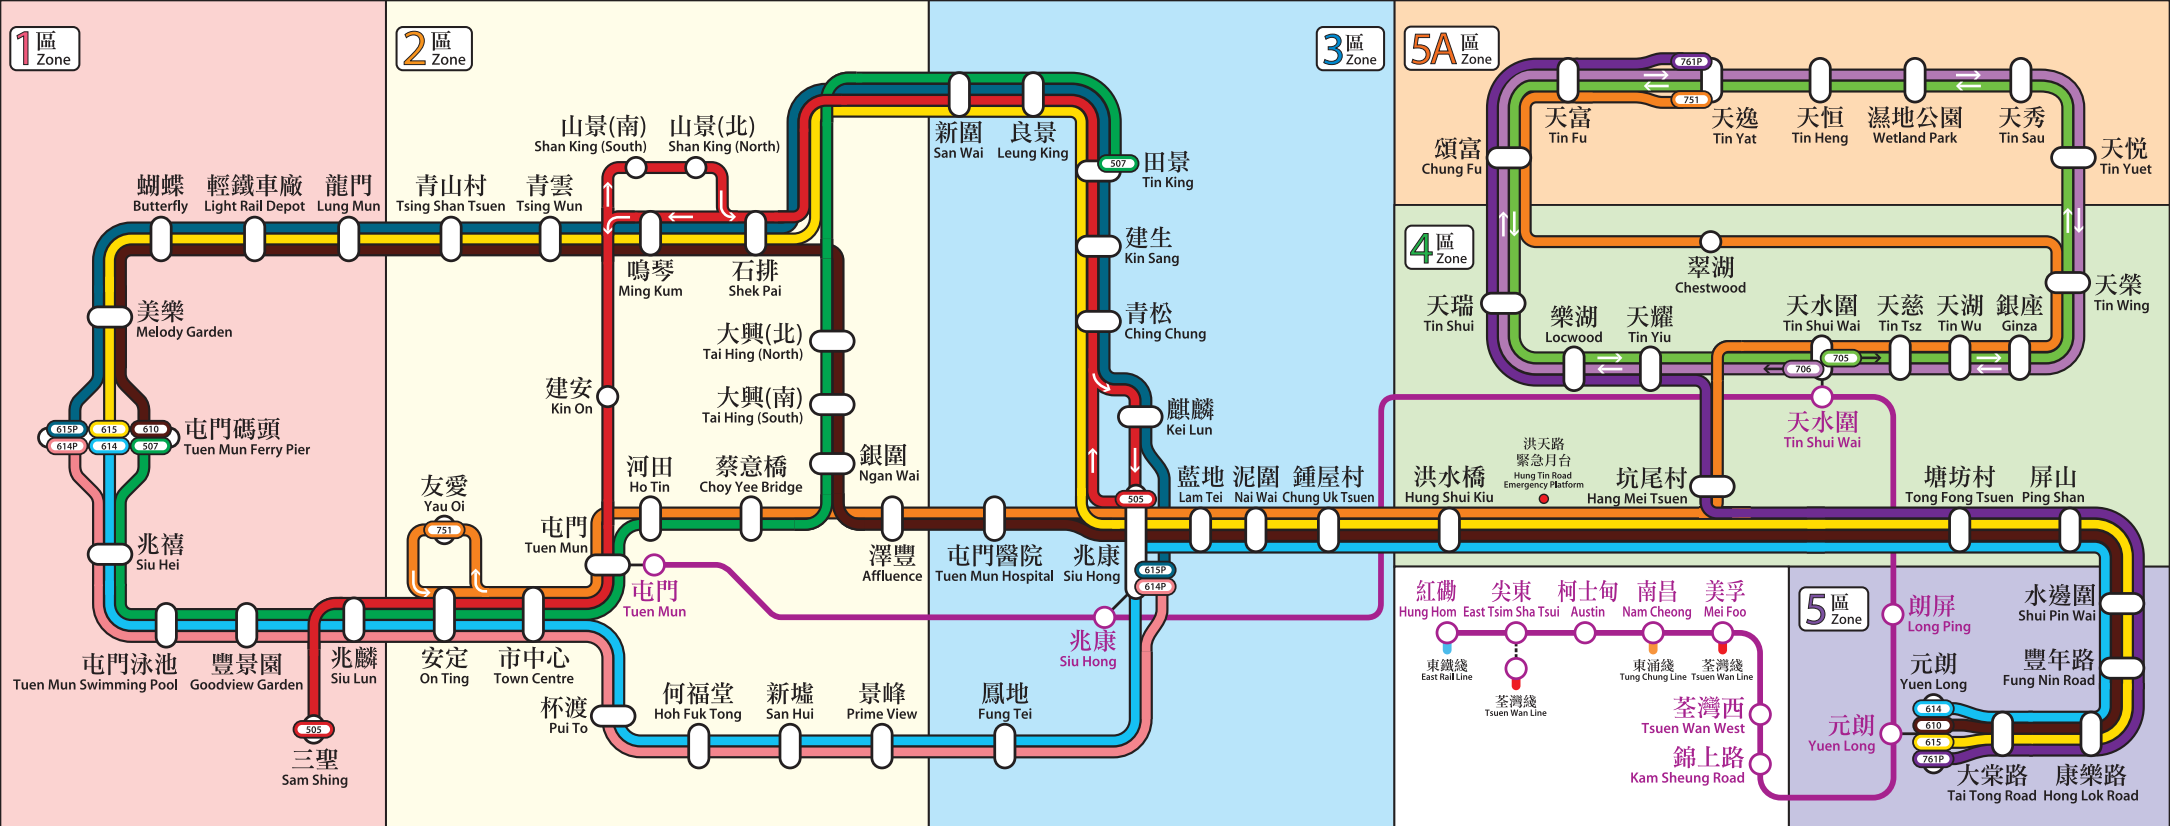 1 區
Zone
2 區
Zone
3 區
Zone
5A 區
Zone
4 區
Zone
5 區
Zone
蝴蝶
Butterfly
輕鐵車廠
Light Rail Depot
龍門
Lung Mun
青山村
Tsing Shan Tsuen
青雲
Tsing Wun
山景(南)
Shan King (South)
山景(北)
Shan King (North)
鳴琴
Ming Kum
石排
Shek Pai
新圍
San Wai
良景
Leung King
507
田景
Tin King
建生
Kin Sang
青松
Ching Chung
麒麟
Kei Lun
505
美樂
Melody Garden
615P
615
610
614P
614
507
屯門碼頭
Tuen Mun Ferry Pier
兆禧
Siu Hei
屯門泳池
Tuen Mun Swimming Pool
豐景園
Goodview Garden
兆麟
Siu Lun
505
三聖
Sam Shing
友愛
Yau Oi
751
安定
On Ting
市中心
Town Centre
屯門
Tuen Mun
屯門
Tuen Mun
建安
Kin On
大興(北)
Tai Hing (North)
大興(南)
Tai Hing (South)
銀圍
Ngan Wai
河田
Ho Tin
蔡意橋
Choy Yee Bridge
澤豐
Affluence
屯門醫院
Tuen Mun Hospital
兆康
Siu Hong
615P
614P
兆康
Siu Hong
杯渡
Pui To
何福堂
Hoh Fuk Tong
新墟
San Hui
景峰
Prime View
鳳地
Fung Tei
藍地
Lam Tei
泥圍
Nai Wai
鍾屋村
Chung Uk Tsuen
洪水橋
Hung Shui Kiu
洪天路
緊急月台
Hung Tin Road
Emergency Platform
坑尾村
Hang Mei Tsuen
塘坊村
Tong Fong Tsuen
屏山
Ping Shan
761P
751
天富
Tin Fu
天逸
Tin Yat
天恒
Tin Heng
濕地公園
Wetland Park
天秀
Tin Sau
頌富
Chung Fu
天悅
Tin Yuet
翠湖
Chestwood
天瑞
Tin Shui
樂湖
Locwood
天耀
Tin Yiu
天水圍
Tin Shui Wai
705
706
天慈
Tin Tsz
天湖
Tin Wu
銀座
Ginza
天榮
Tin Wing
天水圍
Tin Shui Wai
紅磡
Hung Hom
東鐵綫
East Rail Line
尖東
East Tsim Sha Tsui
荃灣綫
Tsuen Wan Line
柯士甸
Austin
南昌
Nam Cheong
東涌綫
Tung Chung Line
美孚
Mei Foo
荃灣綫
Tsuen Wan Line
荃灣西
Tsuen Wan West
錦上路
Kam Sheung Road
朗屏
Long Ping
元朗
Yuen Long
元朗
Yuen Long
614
610
615
761P
水邊圍
Shui Pin Wai
豐年路
Fung Nin Road
大棠路
Tai Tong Road
康樂路
Hong Lok Road